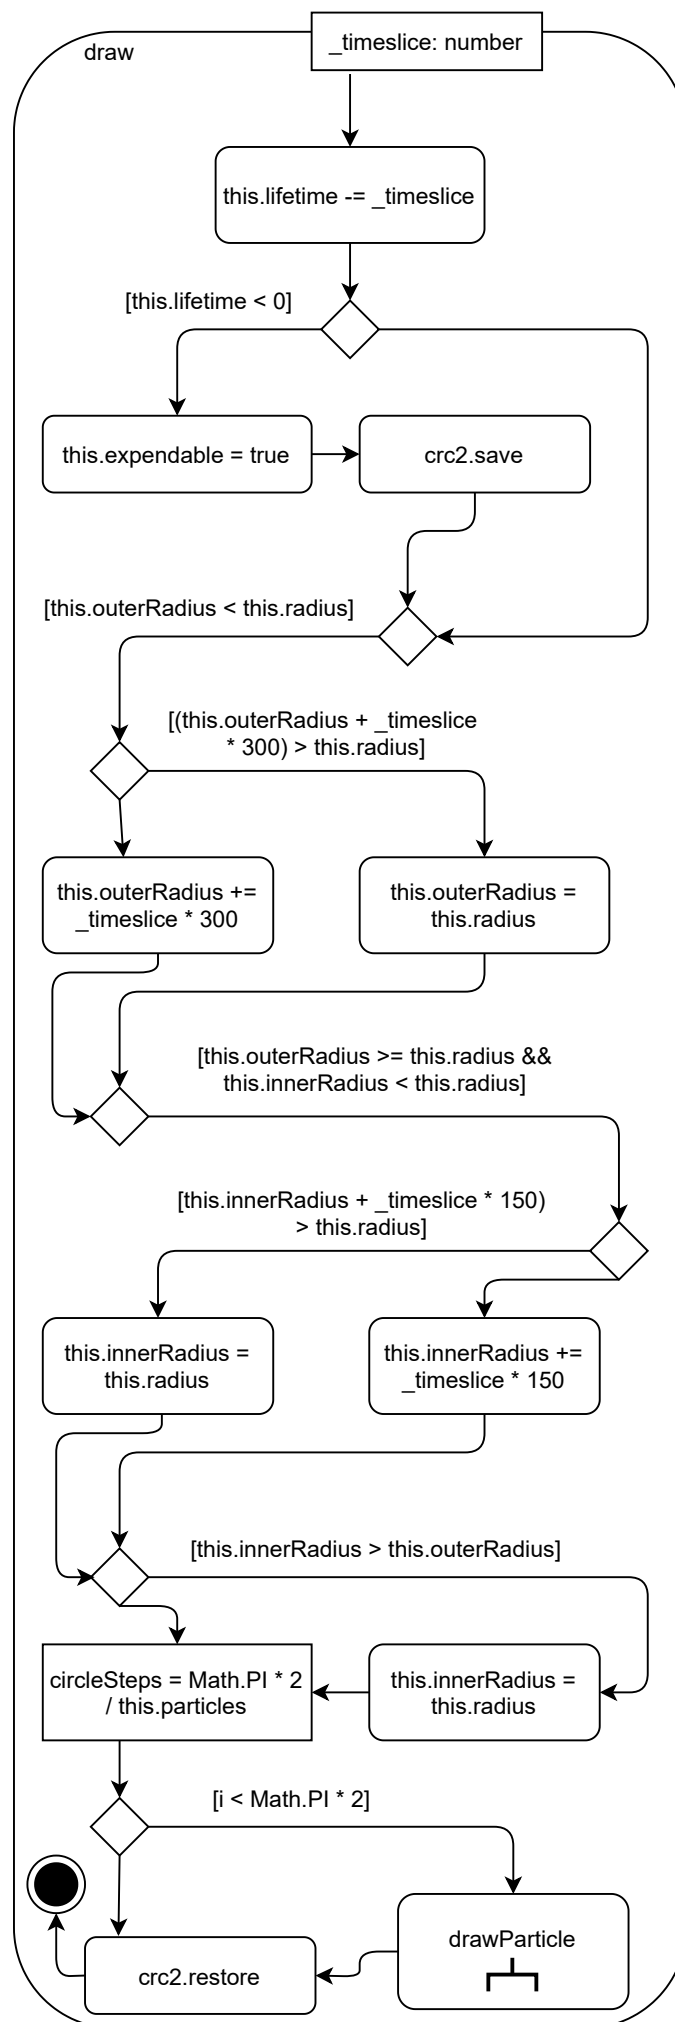 _timeslice: number
draw
this.lifetime -= _timeslice
[this.lifetime < 0]
this.expendable = true
crc2.save
[this.outerRadius < this.radius]
[(this.outerRadius + _timeslice
* 300) > this.radius]
this.outerRadius +=
_timeslice * 300
this.outerRadius =
this.radius
[this.outerRadius >= this.radius &&
this.innerRadius < this.radius]
[this.innerRadius + _timeslice * 150)
> this.radius]
this.innerRadius =
this.radius
this.innerRadius +=
_timeslice * 150
[this.innerRadius > this.outerRadius]
circleSteps = Math.PI * 2
/ this.particles
this.innerRadius =
this.radius
[i < Math.PI * 2]
drawParticle
crc2.restore